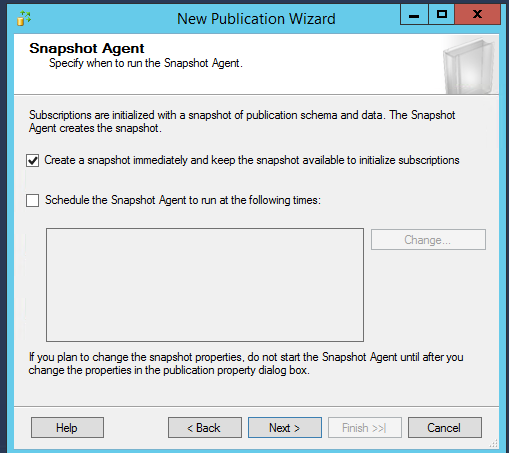 New Publication Wizard
X
Snapshot Agent
Specify when to run the Snapshot Agent.
Subscriptions are initialized with a snapshot of publication schema and data. The Snapshot
Agent creates the snapshot.
Create a snapshot immediately and keep the snapshot available to initialize subscriptions
Schedule the Snapshot Agent to run at the following times:
Change...
If you plan to change the snapshot properties, do not start the Snapshot Agent until after you
change the properties in the publication property dialog box.
Help
< Back
Next >
Finish >>|
Cancel